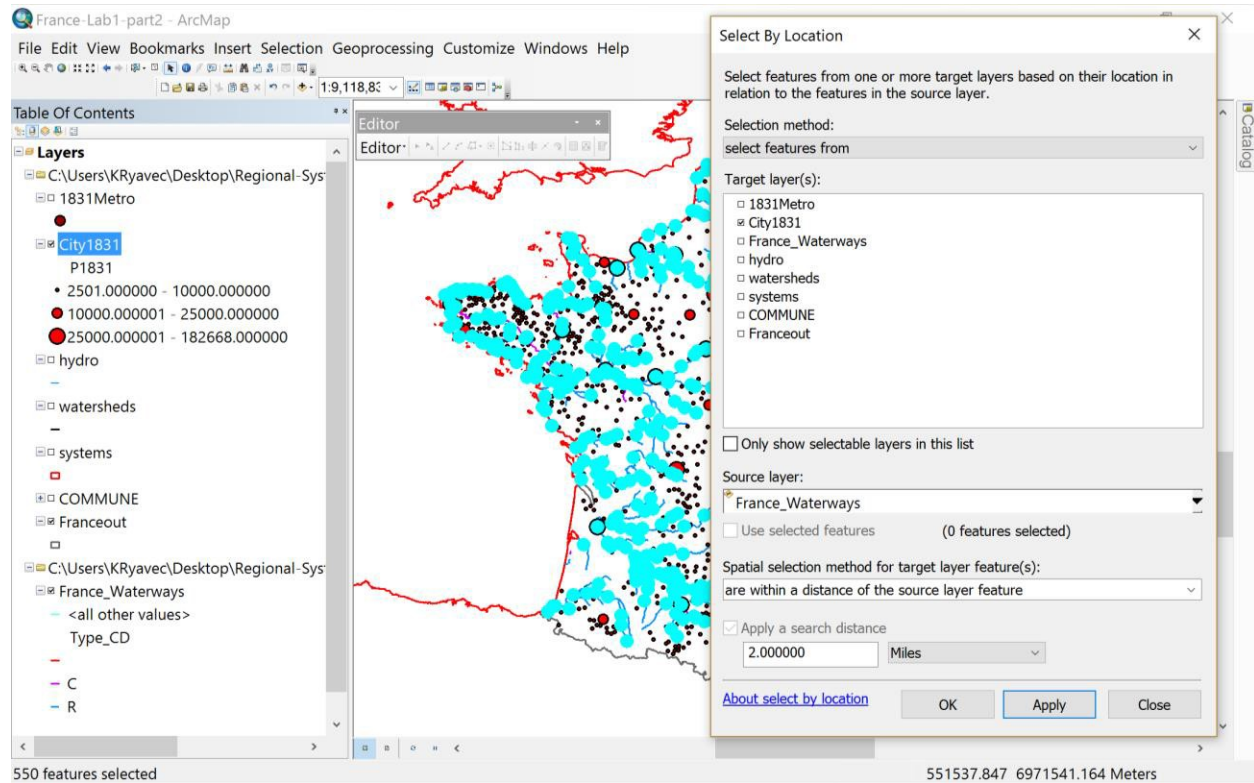 France-Lab1-part2 - ArcMap
File Edit View Bookmarks Insert Selection Geoprocessing Customize Windows Help
1:9,118,83
Table Of Contents
Layers
C:\Users\KRyavec\Desktop\Regional-Sys
1831Metro
City1831
P1831
2501.000000 - 10000.000000
10000.000001 - 25000.000000
25000.000001 - 182668.000000
hydro
watersheds
systems
COMMUNE
Franceout
C:\Users\KRyavec\Desktop\Regional-Sys
France_Waterways
<all other values>
Type_CD
C
R
550 features selected
Editor
Editor
Select By Location
Select features from one or more target layers based on their location in
relation to the features in the source layer.
Selection method:
select features from
Target layer(s):
1831Metro
City1831
France_Waterways
hydro
watersheds
systems
COMMUNE
Franceout
Only show selectable layers in this list
Source layer:
France_Waterways
Use selected features (0 features selected)
Spatial selection method for target layer feature(s):
are within a distance of the source layer feature
Apply a search distance
2.000000 Miles
About select by location OK Apply Close
Catalog
551537.847 6971541.164 Meters